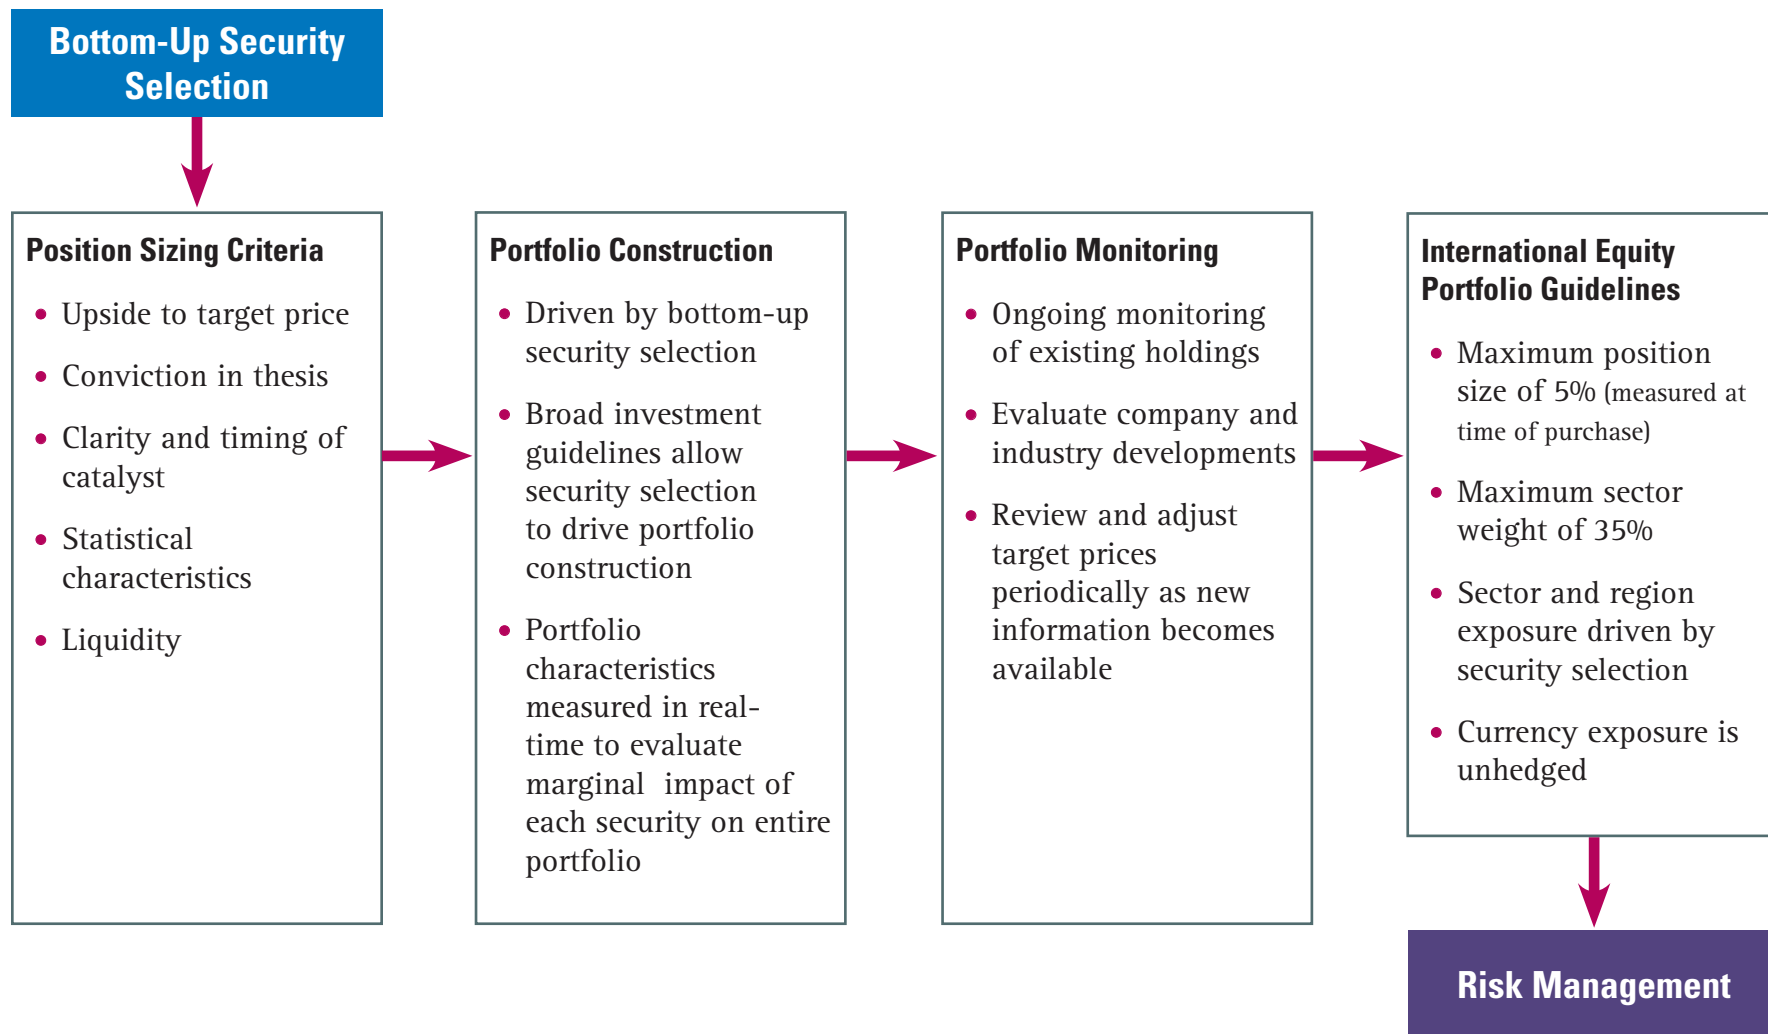 Bottom-Up Security
Selection
Position Sizing Criteria
• Upside to target price
• Conviction in thesis
• Clarity and timing of
catalyst
• Statistical
characteristics
• Liquidity
Portfolio Construction
• Driven by bottom-up
security selection
• Broad investment
guidelines allow
security selection
to drive portfolio
construction
• Portfolio
characteristics
measured in real-
time to evaluate
marginal  impact of
each security on entire
portfolio
Portfolio Monitoring
• Ongoing monitoring
of existing holdings
• Evaluate company and
industry developments
• Review and adjust
target prices
periodically as new
information becomes
available
International Equity
Portfolio Guidelines
• Maximum position
size of 5% (measured at
time of purchase)
• Maximum sector
weight of 35%
• Sector and region
exposure driven by
security selection
• Currency exposure is
unhedged
Risk Management